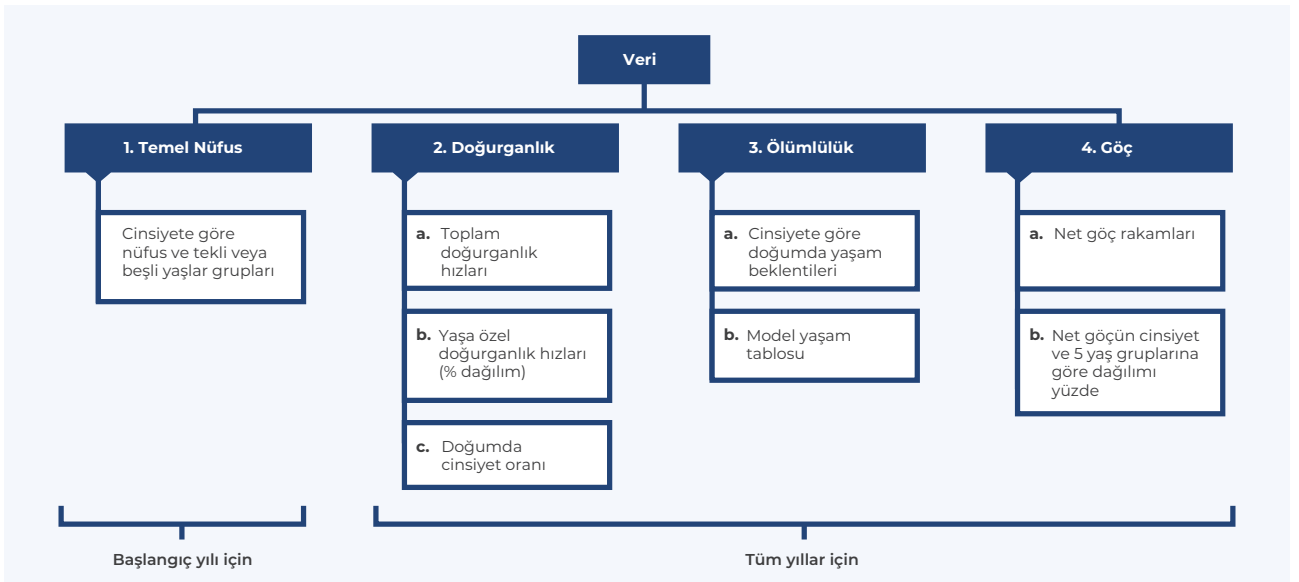 Veri
1. Temel Nüfus
Cinsiyete göre
nüfus ve tekli veya
beşli yaşlar grupları
2. Doğurganlık
a. Toplam
doğurganlık
hızları
b. Yaşa özel
doğurganlık hızları
(% dağılım)
c. Doğumda
cinsiyet oranı
3. Ölümlülük
a. Cinsiyete göre
doğumda yaşam
beklentileri
b. Model yaşam
tablosu
4. Göç
a. Net göç rakamları
b. Net göçün cinsiyet
ve 5 yaş gruplarına
göre dağılımı
yüzde
Başlangıç yılı için
Tüm yıllar için